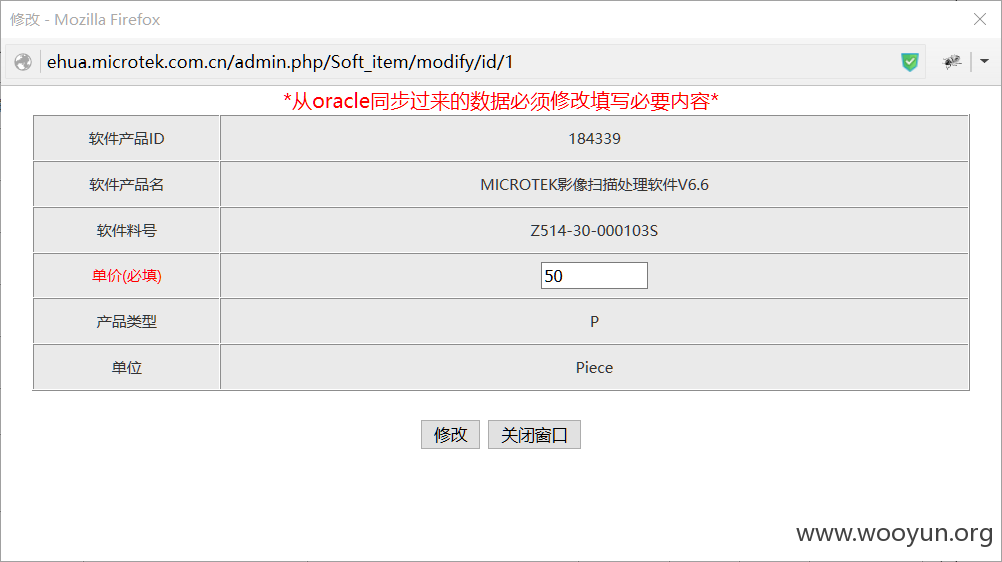 修改 - Mozilla Firefox
ehua.microtek.com.cn/admin.php/Soft_item/modify/id/1
*从oracle同步过来的数据必须修改填写必要内容*
软件产品ID 184339
软件产品名 MICROTEK影像扫描处理软件V6.6
软件料号 Z514-30-000103S
单价(必填) 50
产品类型 P
单位 Piece
修改 关闭窗口
www.wooyun.org